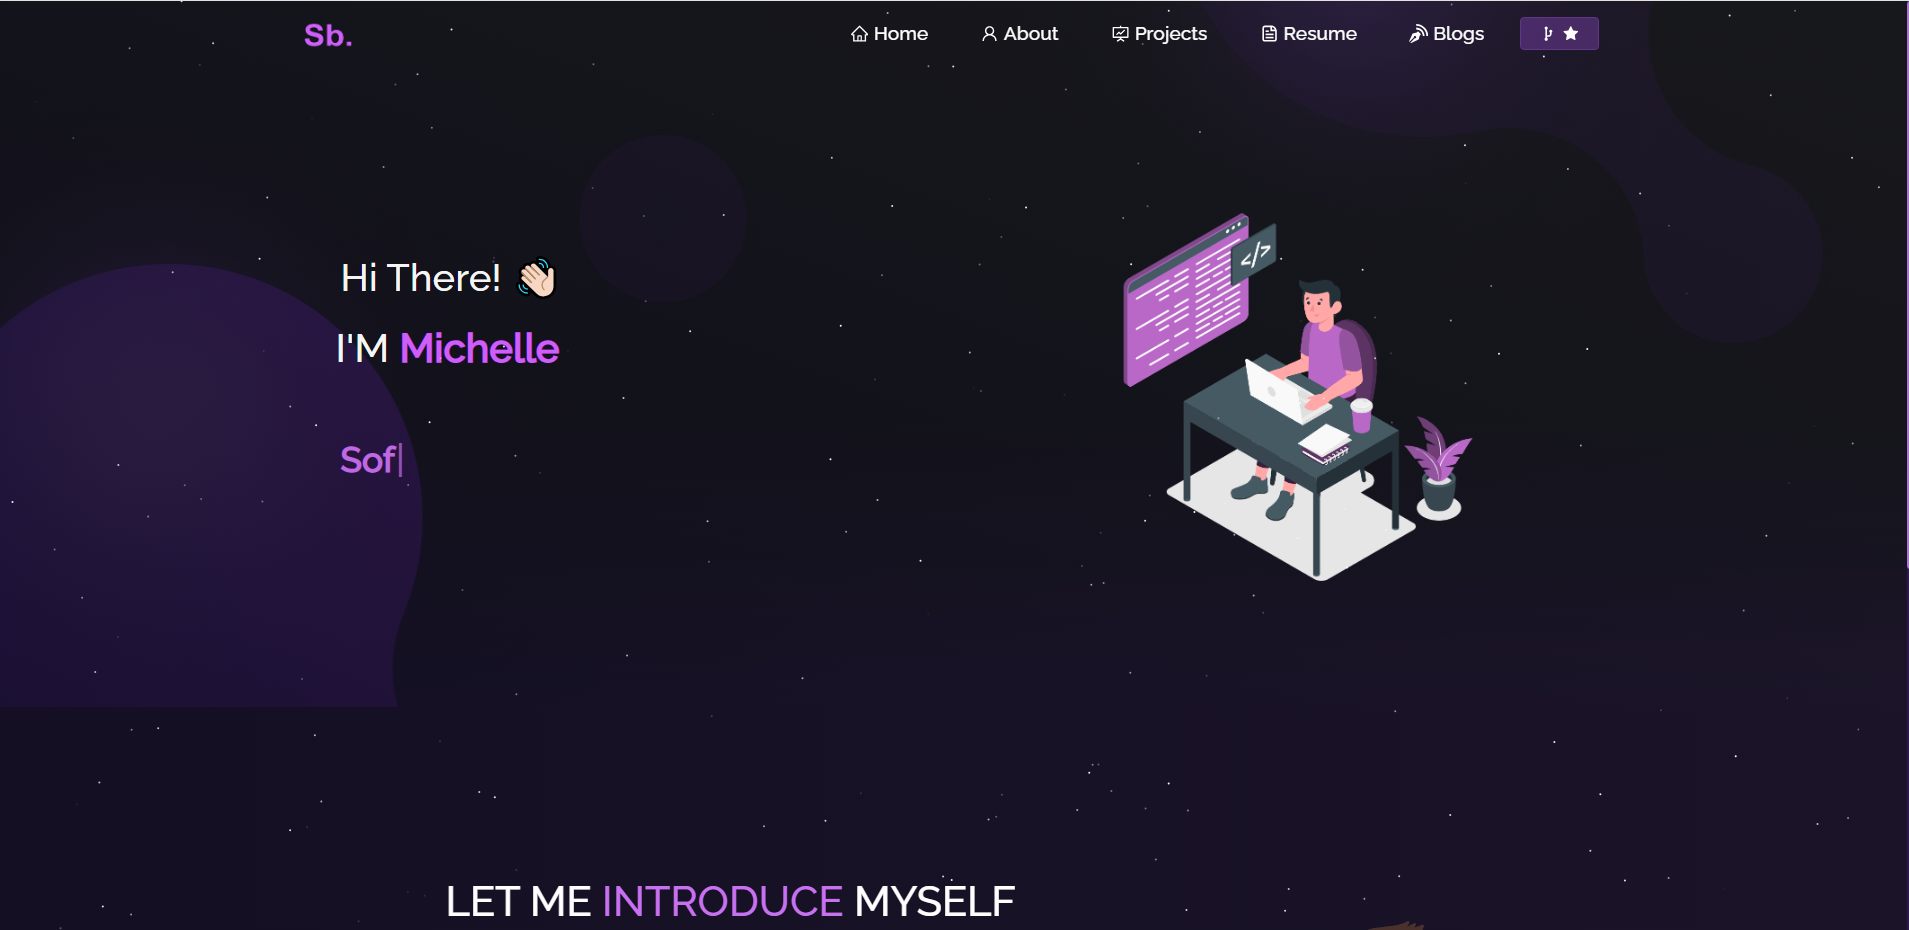 Sb.
Home
About
Projects
Resume
Blogs
Hi There! 👋🏻
I'M Michelle
Sof|
</>
LET ME INTRODUCE MYSELF